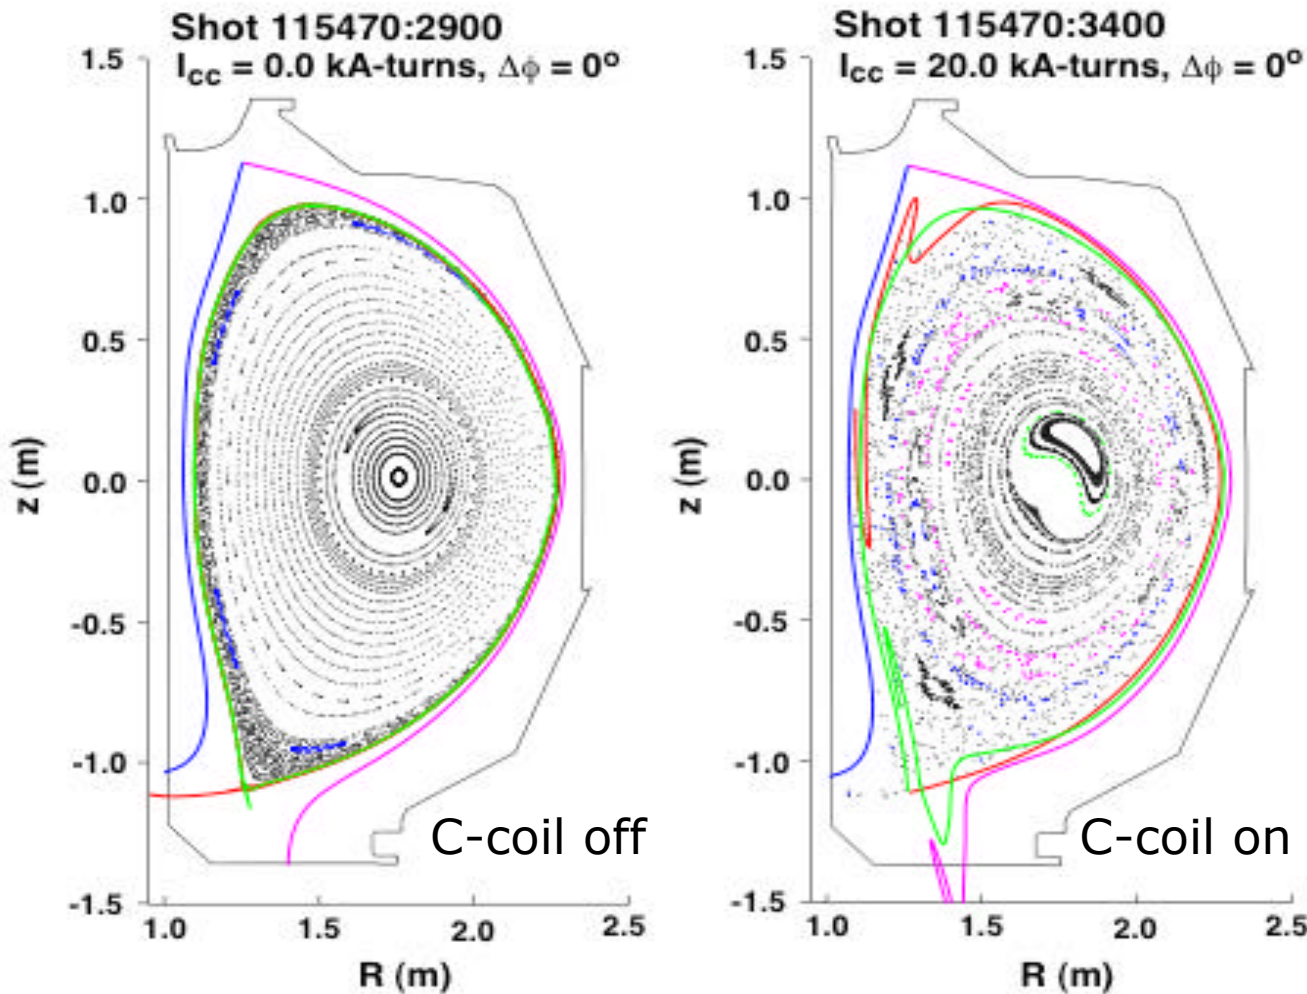 Shot 115470:2900
I_cc = 0.0 kA-turns, Δϕ = 0°
1.5
1.0
0.5
0.0
-0.5
-1.0
-1.5
z (m)
C-coil off
1.0 1.5 2.0 2.5
R (m)
Shot 115470:3400
I_cc = 20.0 kA-turns, Δϕ = 0°
1.5
1.0
0.5
0.0
-0.5
-1.0
-1.5
z (m)
C-coil on
1.0 1.5 2.0 2.5
R (m)